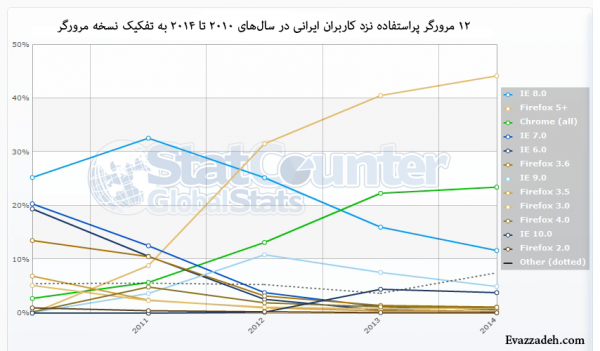 ۱۲ مرورگر پراستفاده نزد کاربران ایرانی در سال‌های ۲۰۱۰ تا ۲۰۱۴ به تفکیک نسخه مرورگر
50%
40%
30%
20%
10%
0%
StatCounter
GlobalStats
IE 8.0
Firefox 5+
Chrome (all)
IE 7.0
IE 6.0
Firefox 3.6
IE 9.0
Firefox 3.5
Firefox 3.0
Firefox 4.0
IE 10.0
Firefox 2.0
Other (dotted)
2011 2012 2013 2014
Evazzadeh.com